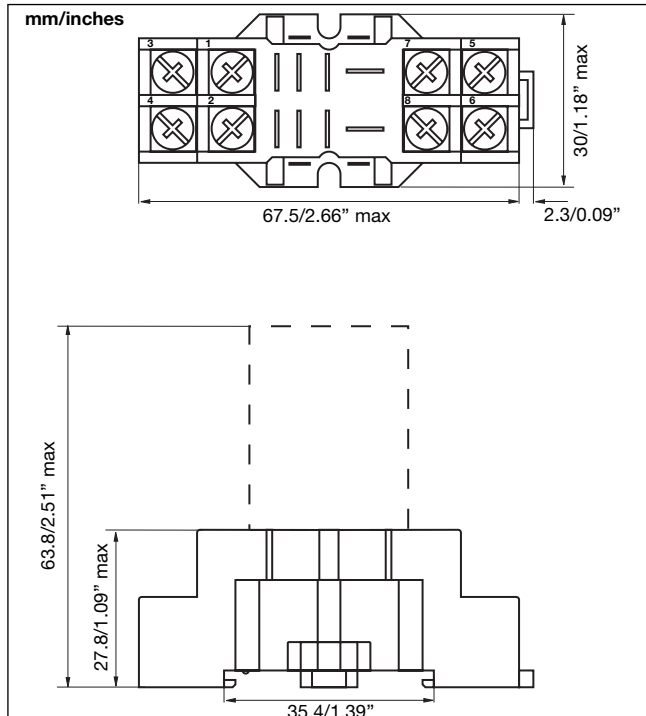 mm/inches
3 1 7 5
4 2 8 6
30/1.18” max
67.5/2.66” max
2.3/0.09”
63.8/2.51” max
27.8/1.09” max
35.4/1.39”